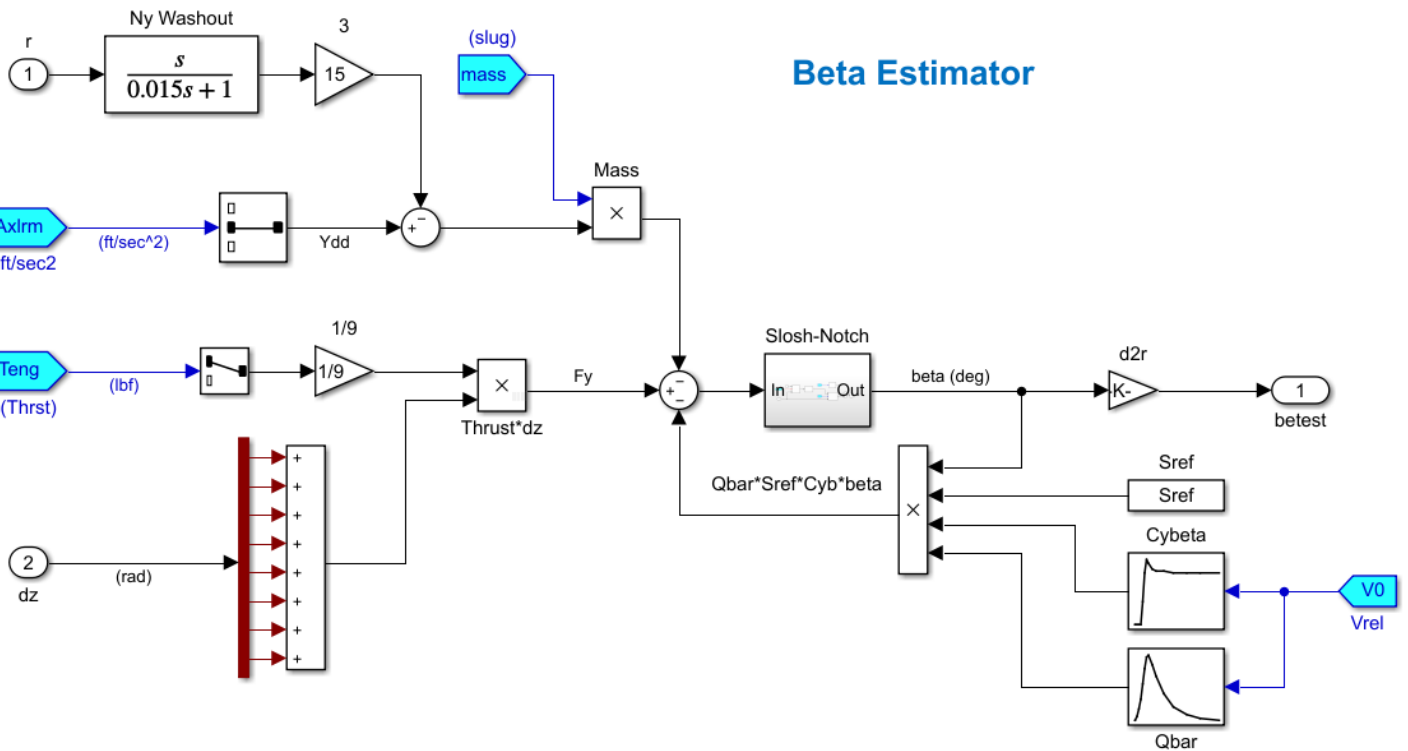 Ny Washout
3
r
(slug)
1
s
0.015s + 1
15
mass
Beta Estimator
Mass
×
Axlrm
(ft/sec^2)
Ydd
+
−
ft/sec2
1/9
Slosh-Notch
d2r
Teng
(lbf)
1/9
×
Fy
+
−
−
In
Out
beta (deg)
K-
1
(Thrst)
Thrust*dz
betest
+
+
+
+
+
+
+
+
Qbar*Sref*Cyb*beta
×
Sref
Sref
Cybeta
2
(rad)
dz
V0
Vrel
Qbar